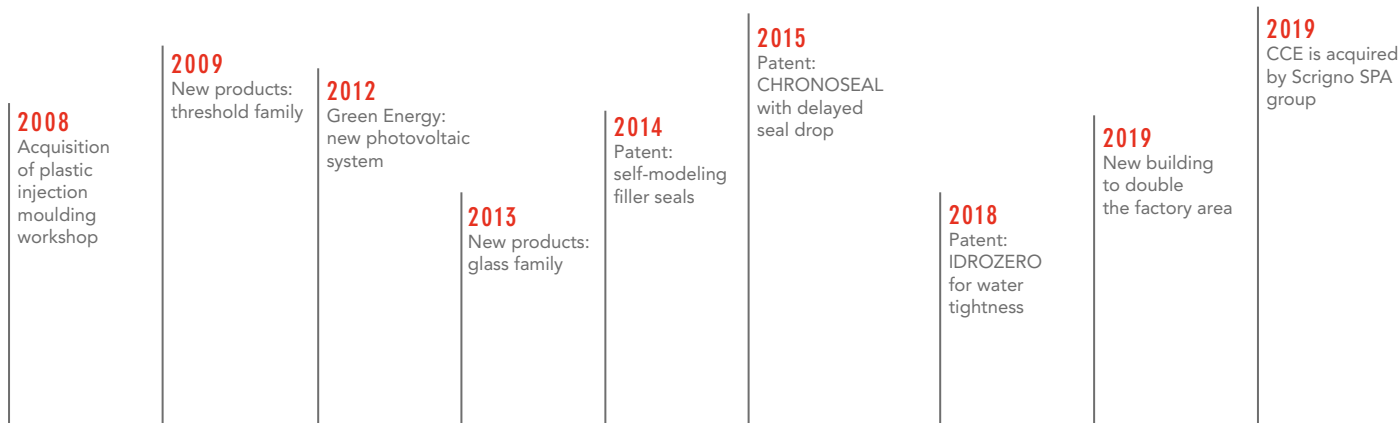 2008
Acquisition
of plastic
injection
moulding
workshop
2009
New products:
threshold family
2012
Green Energy:
new photovoltaic
system
2013
New products:
glass family
2014
Patent:
self-modeling
filler seals
2015
Patent:
CHRONOSEAL
with delayed
seal drop
2018
Patent:
IDROZERO
for water
tightness
2019
New building
to double
the factory area
2019
CCE is acquired
by Scrigno SPA
group